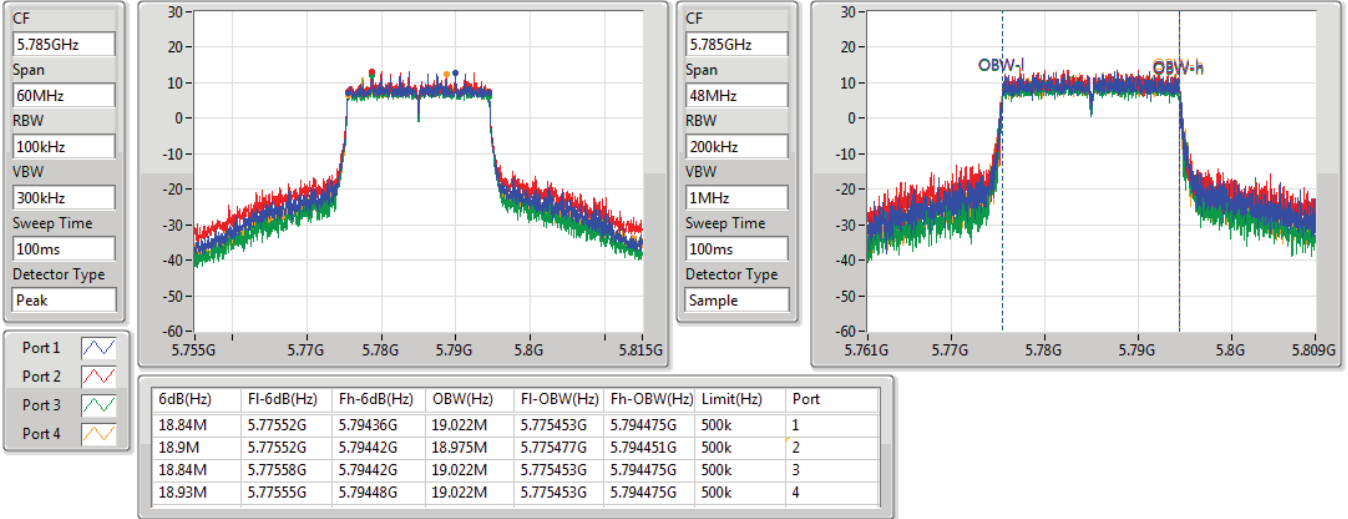 CF
5.785GHz
Span
60MHz
RBW
100kHz
VBW
300kHz
Sweep Time
100ms
Detector Type
Peak
30
20
10
0
-10
-20
-30
-40
-50
-60
5.755G 5.77G 5.78G 5.79G 5.8G 5.815G
CF
5.785GHz
Span
48MHz
RBW
200kHz
VBW
1MHz
Sweep Time
100ms
Detector Type
Sample
30
20
10
0
-10
-20
-30
-40
-50
-60
OBW-l OBW-h
5.761G 5.77G 5.78G 5.79G 5.8G 5.809G
Port 1
Port 2
Port 3
Port 4
6dB(Hz) Fl-6dB(Hz) Fh-6dB(Hz) OBW(Hz) Fl-OBW(Hz) Fh-OBW(Hz) Limit(Hz) Port
18.84M 5.77552G 5.79436G 19.022M 5.775453G 5.794475G 500k 1
18.9M 5.77552G 5.79442G 18.975M 5.775477G 5.794451G 500k 2
18.84M 5.77558G 5.79442G 19.022M 5.775453G 5.794475G 500k 3
18.93M 5.77555G 5.79448G 19.022M 5.775453G 5.794475G 500k 4